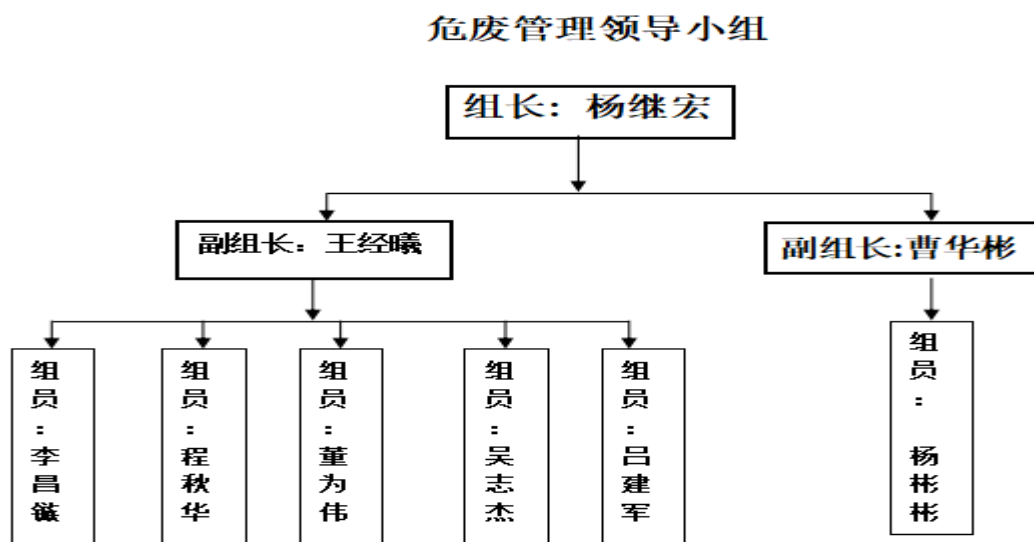 危废管理领导小组
组长：杨继宏
副组长：王经曦
副组长:曹华彬
组员：李昌
组员：程秋华
组员：董为伟
组员：吴志杰
组员：吕建军
组员：杨彬彬